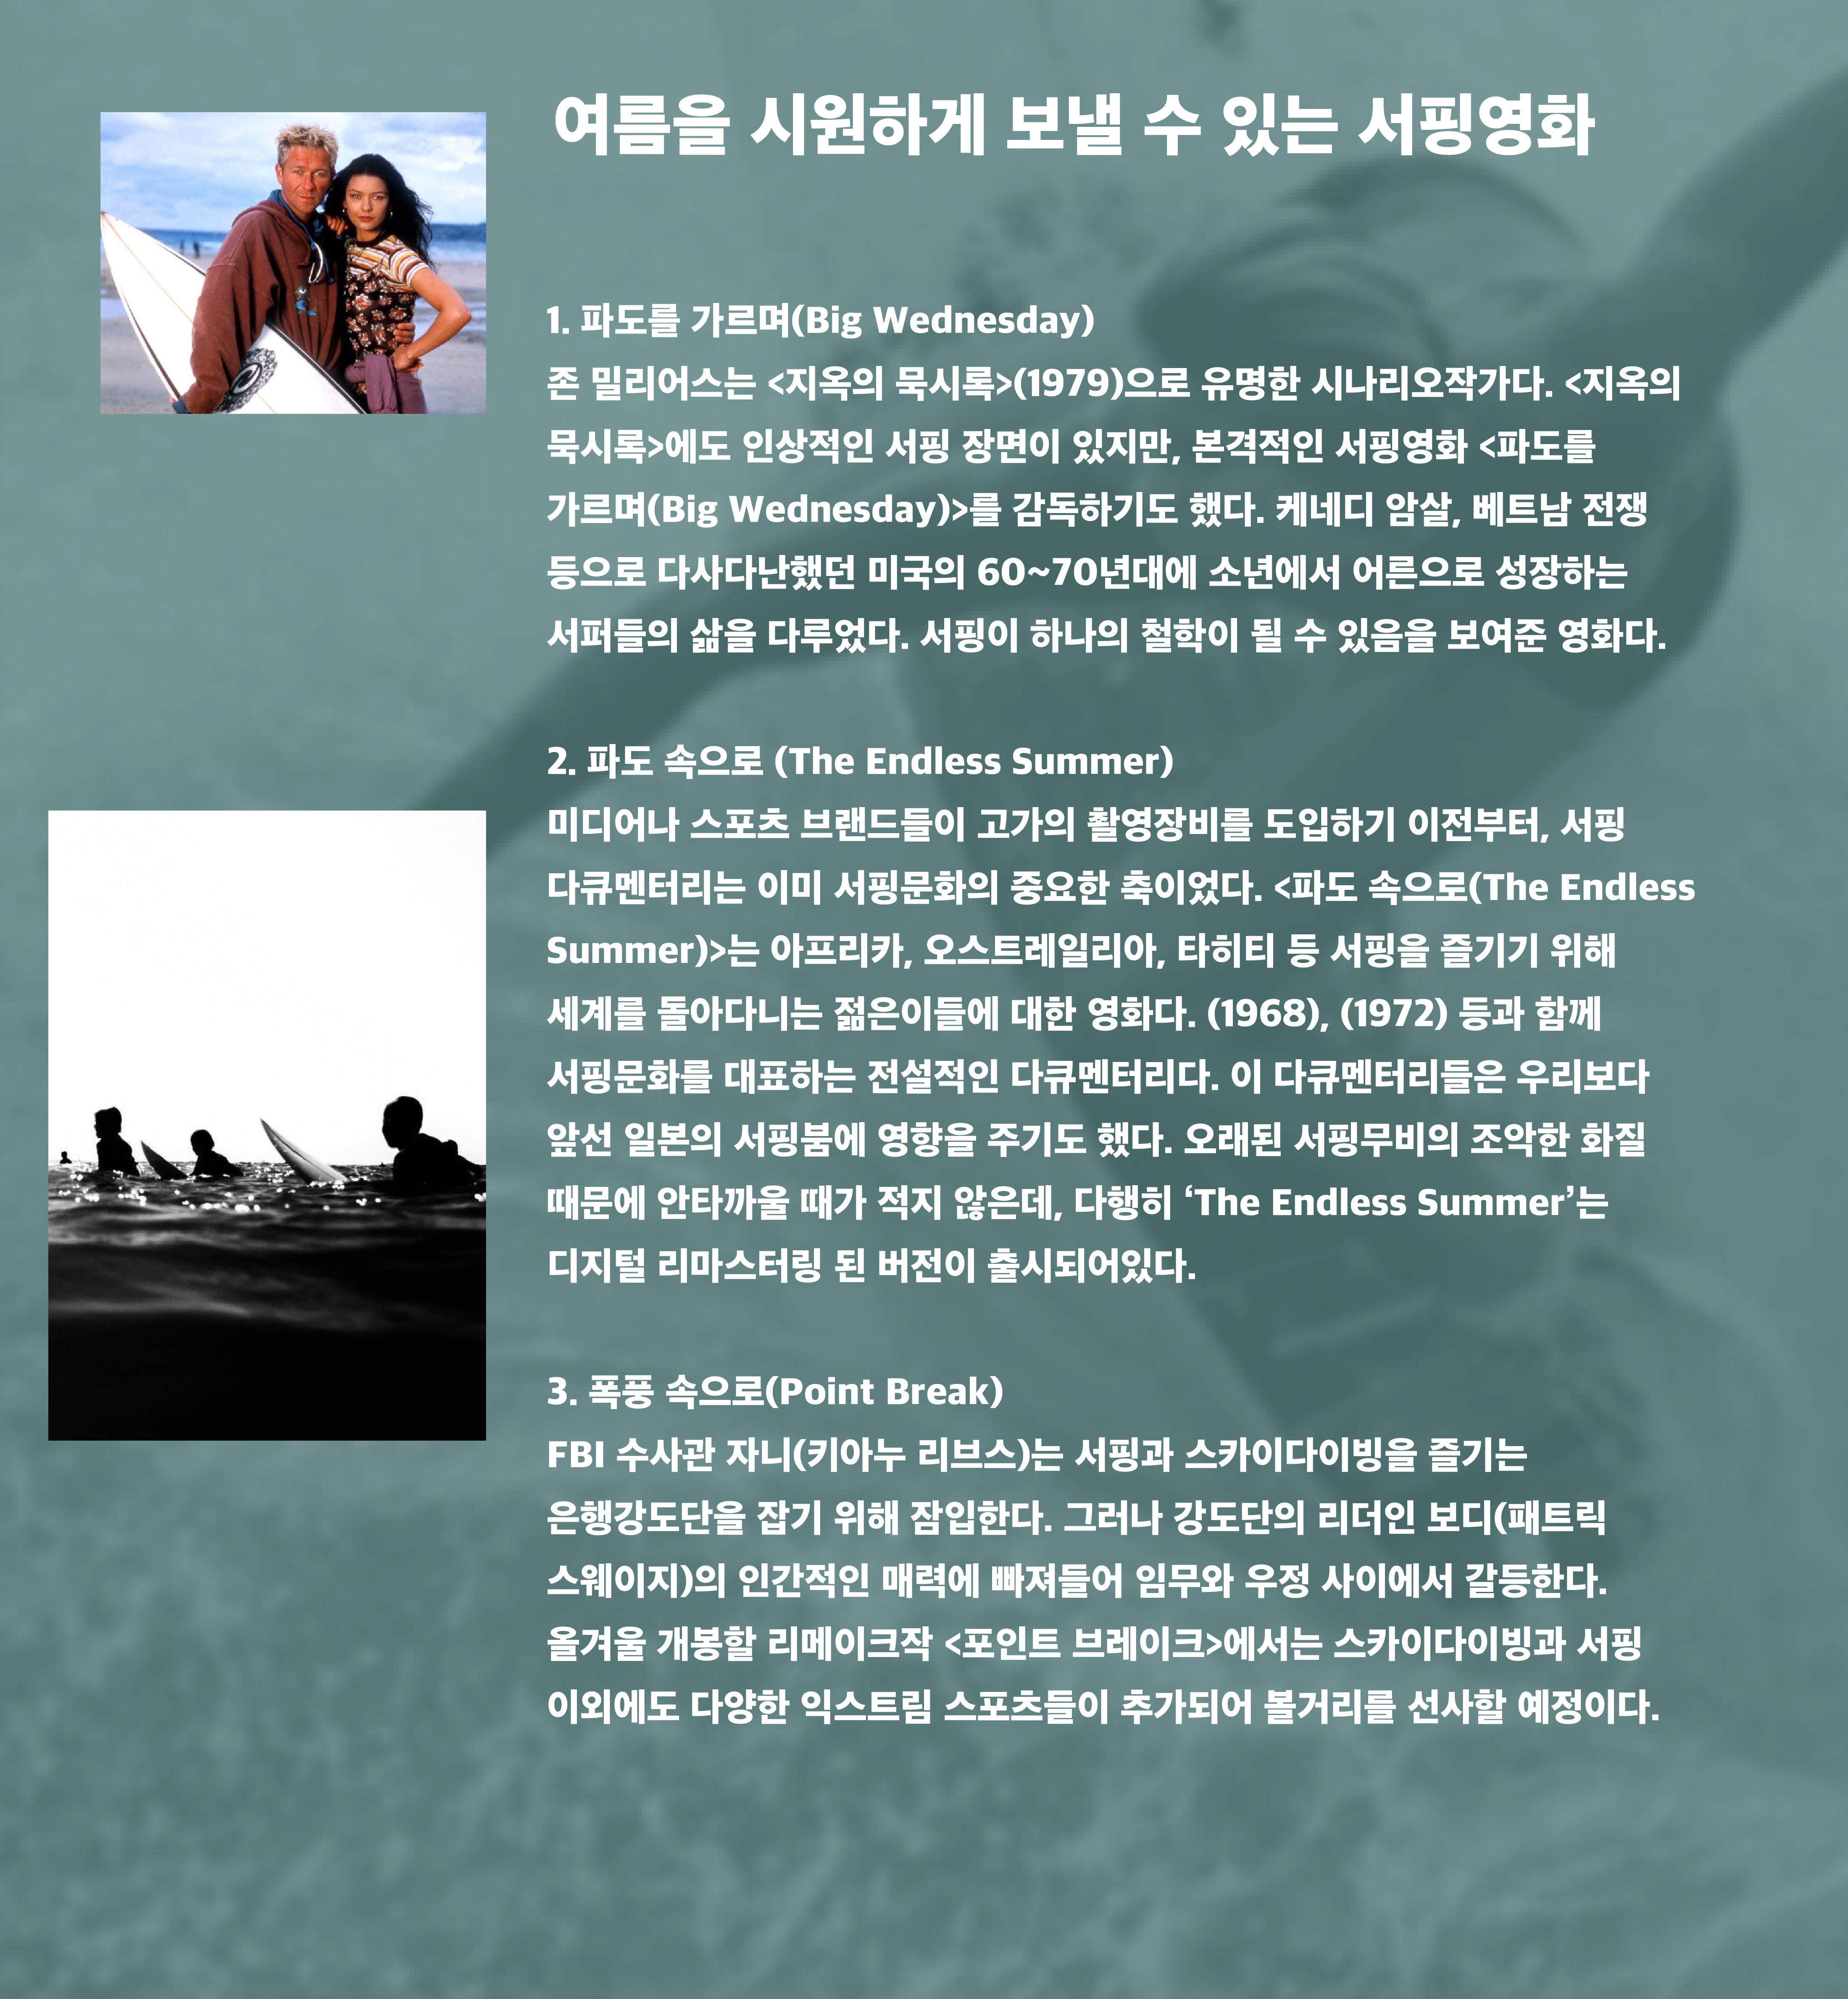 여름을 시원하게 보낼 수 있는 서핑영화
1. 파도를 가르며(Big Wednesday)
존 밀리어스는 <지옥의 묵시록>(1979)으로 유명한 시나리오작가다. <지옥의
묵시록>에도 인상적인 서핑 장면이 있지만, 본격적인 서핑영화 <파도를
가르며(Big Wednesday)>를 감독하기도 했다. 케네디 암살, 베트남 전쟁
등으로 다사다난했던 미국의 60~70년대에 소년에서 어른으로 성장하는
서퍼들의 삶을 다루었다. 서핑이 하나의 철학이 될 수 있음을 보여준 영화다.
2. 파도 속으로 (The Endless Summer)
미디어나 스포츠 브랜드들이 고가의 촬영장비를 도입하기 이전부터, 서핑
다큐멘터리는 이미 서핑문화의 중요한 축이었다. <파도 속으로(The Endless
Summer)>는 아프리카, 오스트레일리아, 타히티 등 서핑을 즐기기 위해
세계를 돌아다니는 젊은이들에 대한 영화다. (1968), (1972) 등과 함께
서핑문화를 대표하는 전설적인 다큐멘터리다. 이 다큐멘터리들은 우리보다
앞선 일본의 서핑붐에 영향을 주기도 했다. 오래된 서핑무비의 조악한 화질
때문에 안타까울 때가 적지 않은데, 다행히 ‘The Endless Summer’는
디지털 리마스터링 된 버전이 출시되어있다.
3. 폭풍 속으로(Point Break)
FBI 수사관 자니(키아누 리브스)는 서핑과 스카이다이빙을 즐기는
은행강도단을 잡기 위해 잠입한다. 그러나 강도단의 리더인 보디(패트릭
스웨이지)의 인간적인 매력에 빠져들어 임무와 우정 사이에서 갈등한다.
올겨울 개봉할 리메이크작 <포인트 브레이크>에서는 스카이다이빙과 서핑
이외에도 다양한 익스트림 스포츠들이 추가되어 볼거리를 선사할 예정이다.